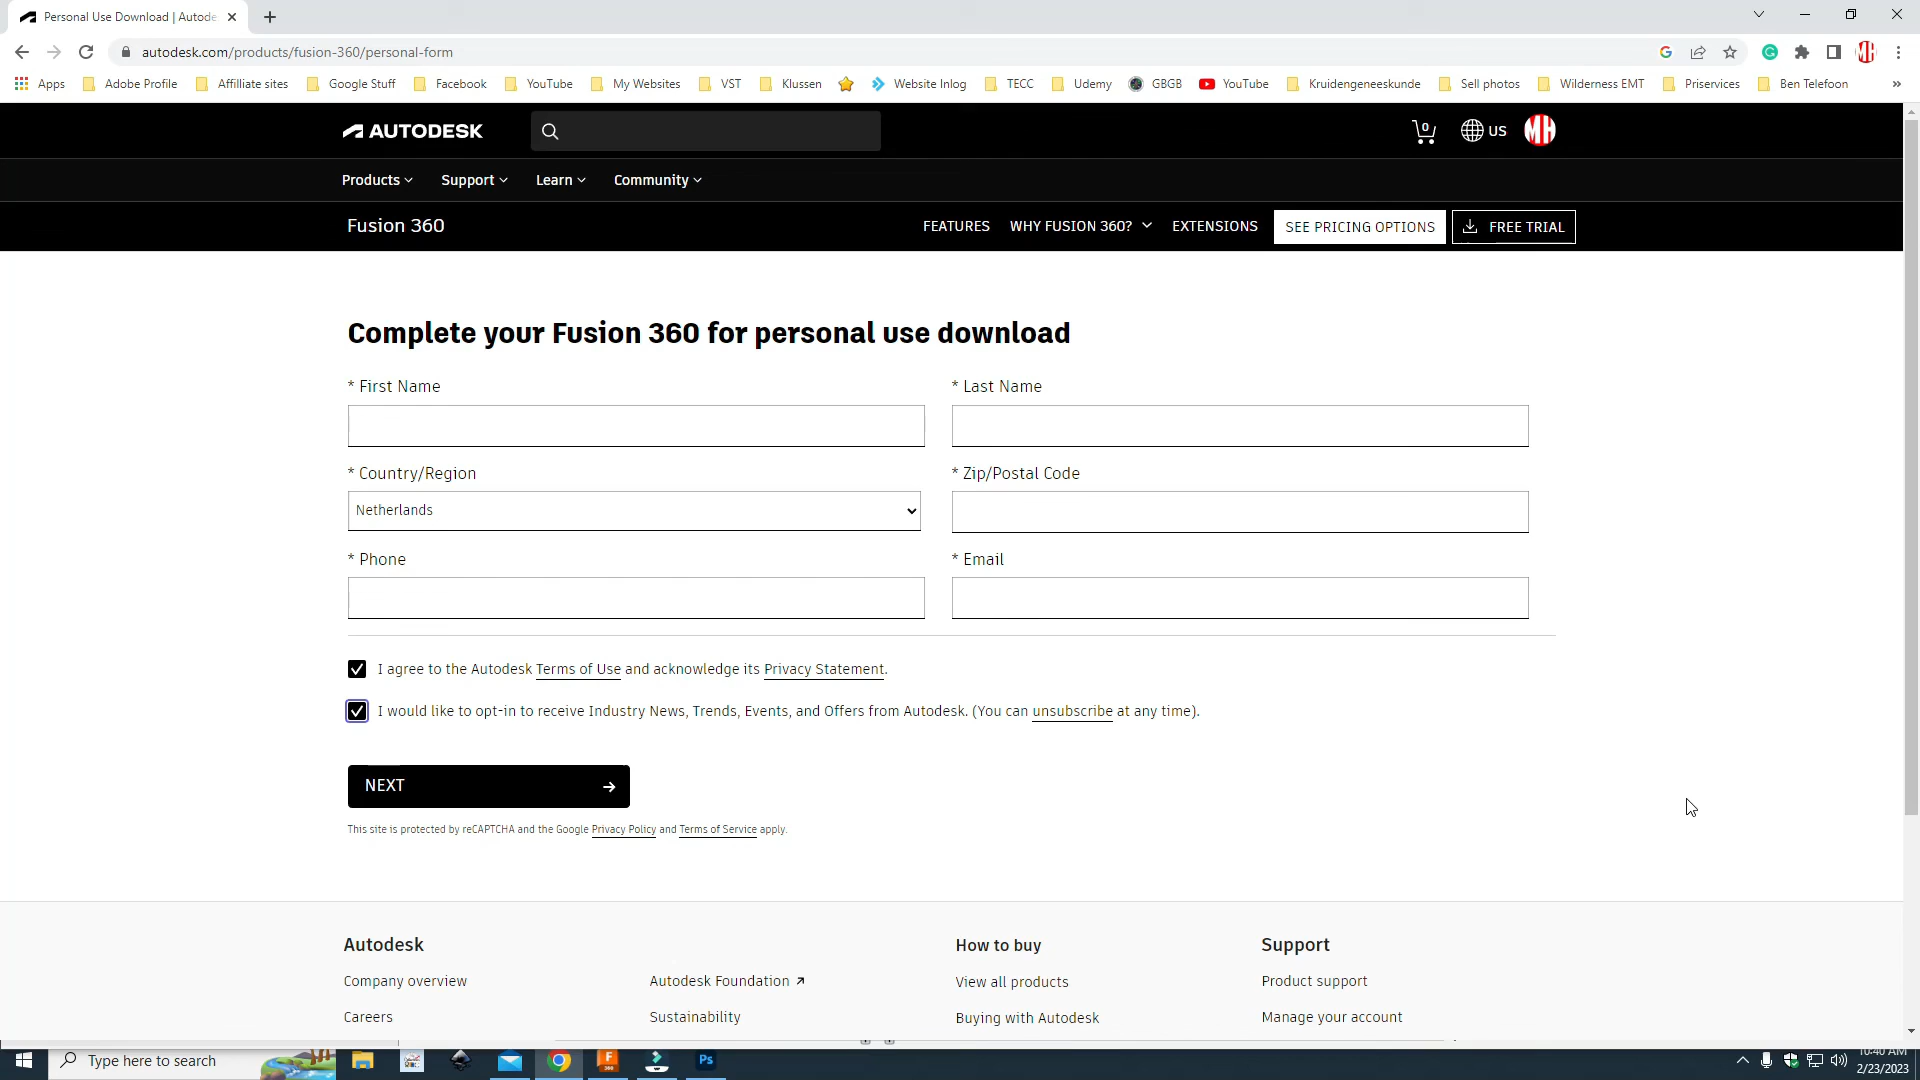 Personal Use Download | Autode
autodesk.com/products/fusion-360/personal-form
Apps Adobe Profile Affilliate sites Google Stuff Facebook YouTube My Websites VST Klussen Website Inlog TECC Udemy GBGB YouTube Kruidengeneeskunde Sell photos Wilderness EMT Priservices Ben Telefoon »
AUTODESK 0 US MH
Products Support Learn Community
Fusion 360 FEATURES WHY FUSION 360? EXTENSIONS SEE PRICING OPTIONS FREE TRIAL
Complete your Fusion 360 for personal use download
* First Name * Last Name
* Country/Region * Zip/Postal Code
Netherlands
* Phone * Email
I agree to the Autodesk Terms of Use and acknowledge its Privacy Statement.
I would like to opt-in to receive Industry News, Trends, Events, and Offers from Autodesk. (You can unsubscribe at any time).
NEXT
This site is protected by reCAPTCHA and the Google Privacy Policy and Terms of Service apply.
Autodesk How to buy Support
Company overview Autodesk Foundation View all products Product support
Careers Sustainability Buying with Autodesk Manage your account
Type here to search Ps 10:40 AM
2/23/2023